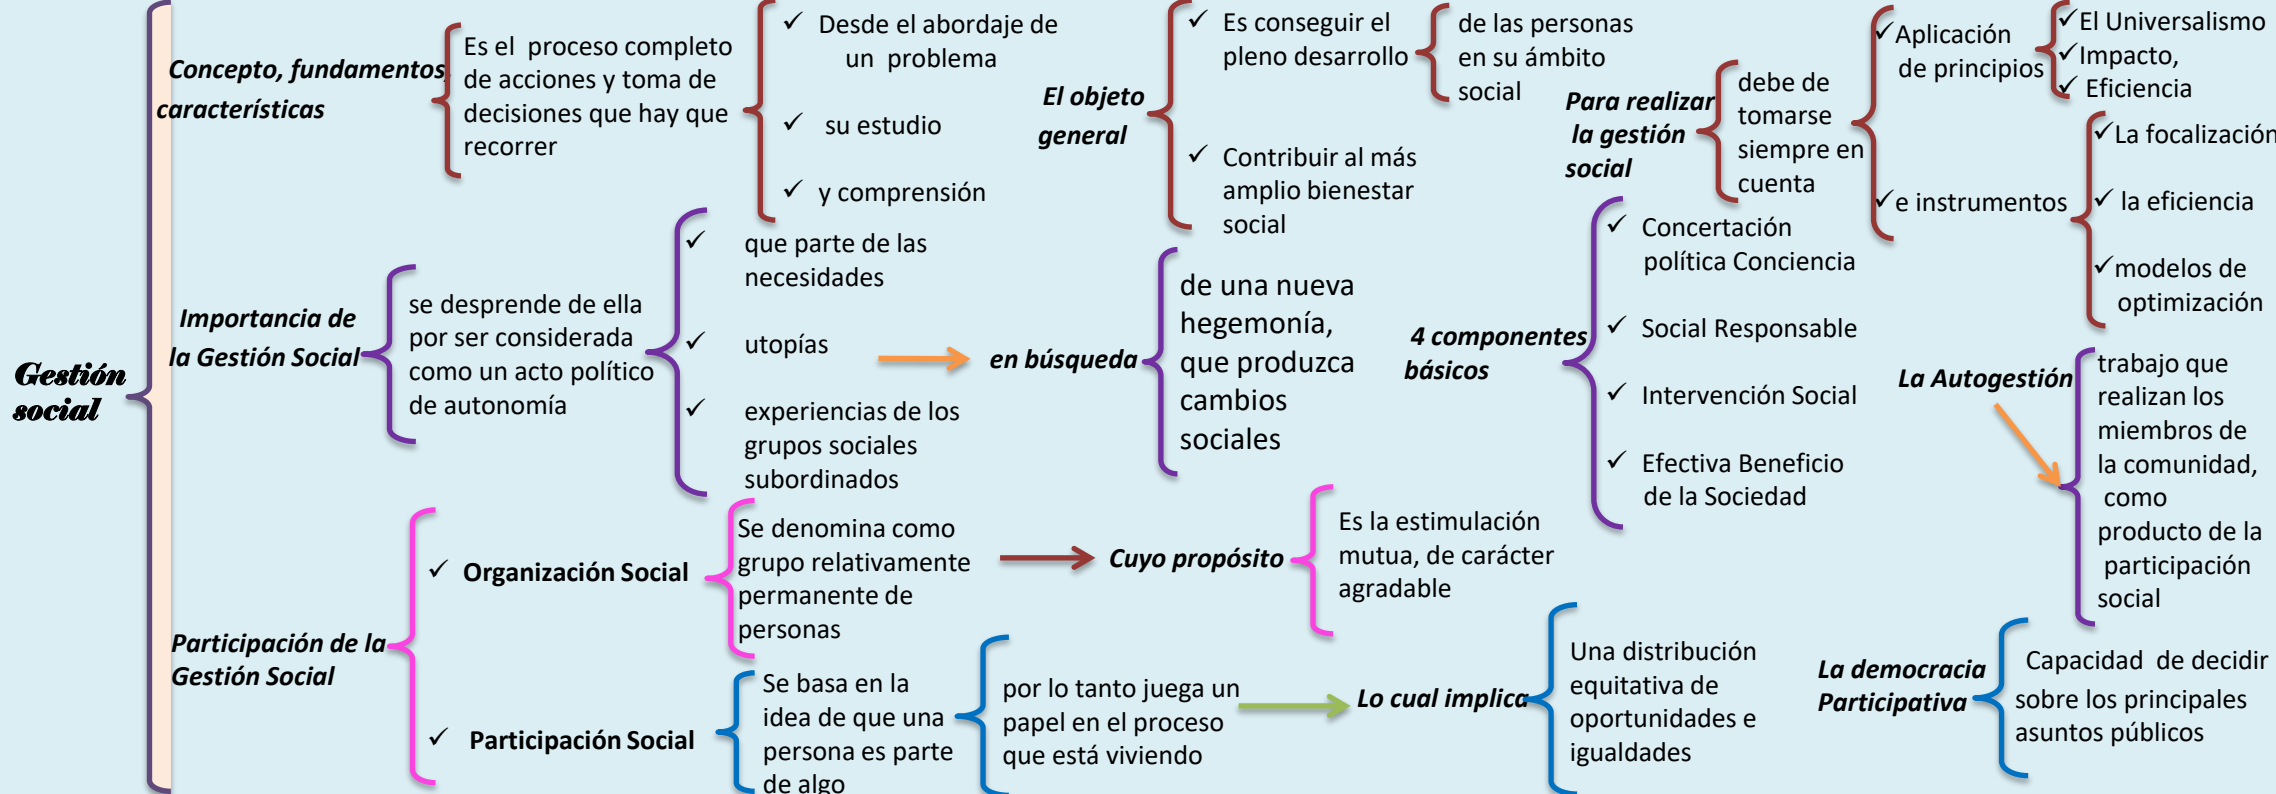 Gestión
social
Concepto, fundamentos,
características
Es el  proceso completo
de acciones y toma de
decisiones que hay que
recorrer
✓ Desde el abordaje de
un  problema
✓ su estudio
✓ y comprensión
El objeto
general
✓ Es conseguir el
pleno desarrollo
de las personas
en su ámbito
social
✓ Contribuir al más
amplio bienestar
social
Para realizar
la gestión
social
debe de
tomarse
siempre en
cuenta
✓Aplicación
de principios
✓El Universalismo
✓Impacto,
✓ Eficiencia
✓e instrumentos
✓La focalización
✓ la eficiencia
✓modelos de
optimización
Importancia de
la Gestión Social
se desprende de ella
por ser considerada
como un acto político
de autonomía
✓ que parte de las
necesidades
✓ utopías
✓ experiencias de los
grupos sociales
subordinados
en búsqueda
de una nueva
hegemonía,
que produzca
cambios
sociales
4 componentes
básicos
✓ Concertación
política Conciencia
✓ Social Responsable
✓ Intervención Social
✓ Efectiva Beneficio
de la Sociedad
La Autogestión
trabajo que
realizan los
miembros de
la comunidad,
como
producto de la
participación
social
Participación de la
Gestión Social
✓ Organización Social
Se denomina como
grupo relativamente
permanente de
personas
Cuyo propósito
Es la estimulación
mutua, de carácter
agradable
✓ Participación Social
Se basa en la
idea de que una
persona es parte
de algo
por lo tanto juega un
papel en el proceso
que está viviendo
Lo cual implica
Una distribución
equitativa de
oportunidades e
igualdades
La democracia
Participativa
Capacidad  de decidir
sobre los principales
asuntos públicos